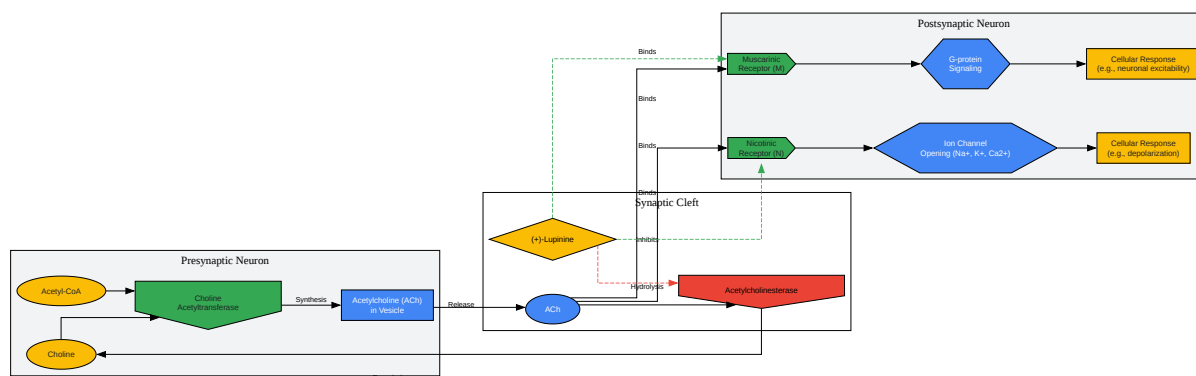 Postsynaptic Neuron
Binds
Muscarinic
Receptor (M)
G-protein
Signaling
Cellular Response
(e.g., neuronal excitability)
Binds
Binds
Nicotinic
Receptor (N)
Ion Channel
Opening (Na+, K+, Ca2+)
Cellular Response
(e.g., depolarization)
Binds
Synaptic Cleft
(+)-Lupinine
Inhibits
Presynaptic Neuron
Acetyl-CoA
Choline
Acetyltransferase
Synthesis
Acetylcholine (ACh)
in Vesicle
Release
ACh
Hydrolysis
Acetylcholinesterase
Choline